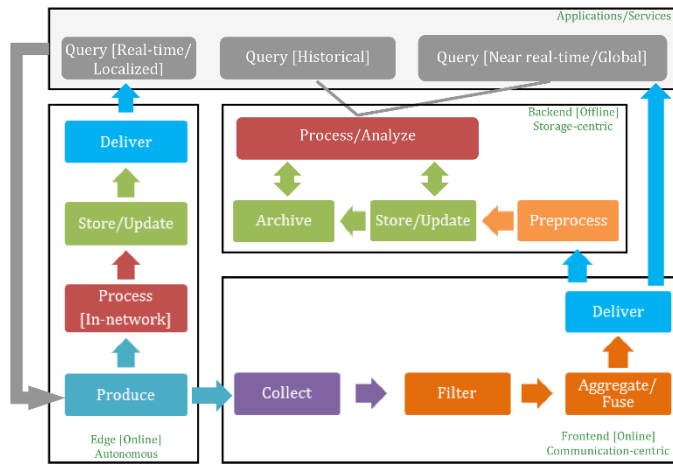 Applications/Services
Query [Real-time/
Localized]
Query [Historical]
Query [Near real-time/Global]
Backend [Offline]
Storage-centric
Deliver
Process/Analyze
Store/Update
Archive
Store/Update
Preprocess
Process
[In-network]
Deliver
Produce
Collect
Filter
Aggregate/
Fuse
Edge [Online]
Autonomous
Frontend [Online]
Communication-centric